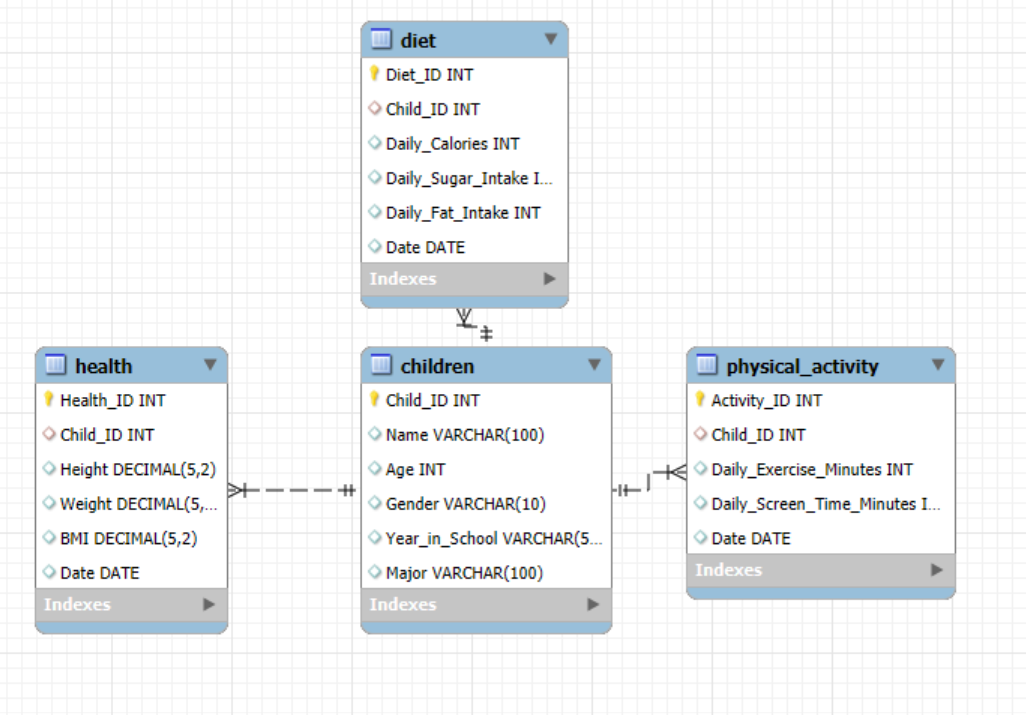 diet
Diet_ID INT
Child_ID INT
Daily_Calories INT
Daily_Sugar_Intake I...
Daily_Fat_Intake INT
Date DATE
Indexes
health
Health_ID INT
Child_ID INT
Height DECIMAL(5,2)
Weight DECIMAL(5,...
BMI DECIMAL(5,2)
Date DATE
Indexes
children
Child_ID INT
Name VARCHAR(100)
Age INT
Gender VARCHAR(10)
Year_in_School VARCHAR(5...
Major VARCHAR(100)
Indexes
physical_activity
Activity_ID INT
Child_ID INT
Daily_Exercise_Minutes INT
Daily_Screen_Time_Minutes I...
Date DATE
Indexes